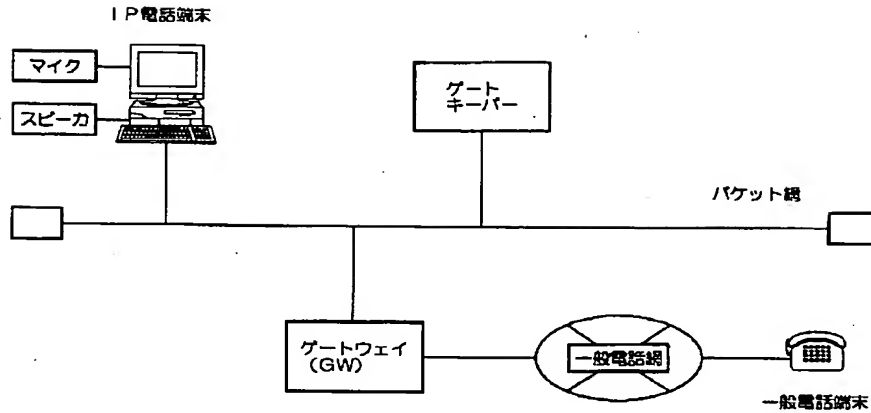 IP電話端末
マイク
スピーカ
ゲート
キーパー
パケット網
ゲートウェイ
(GW)
一般電話網
一般電話端末